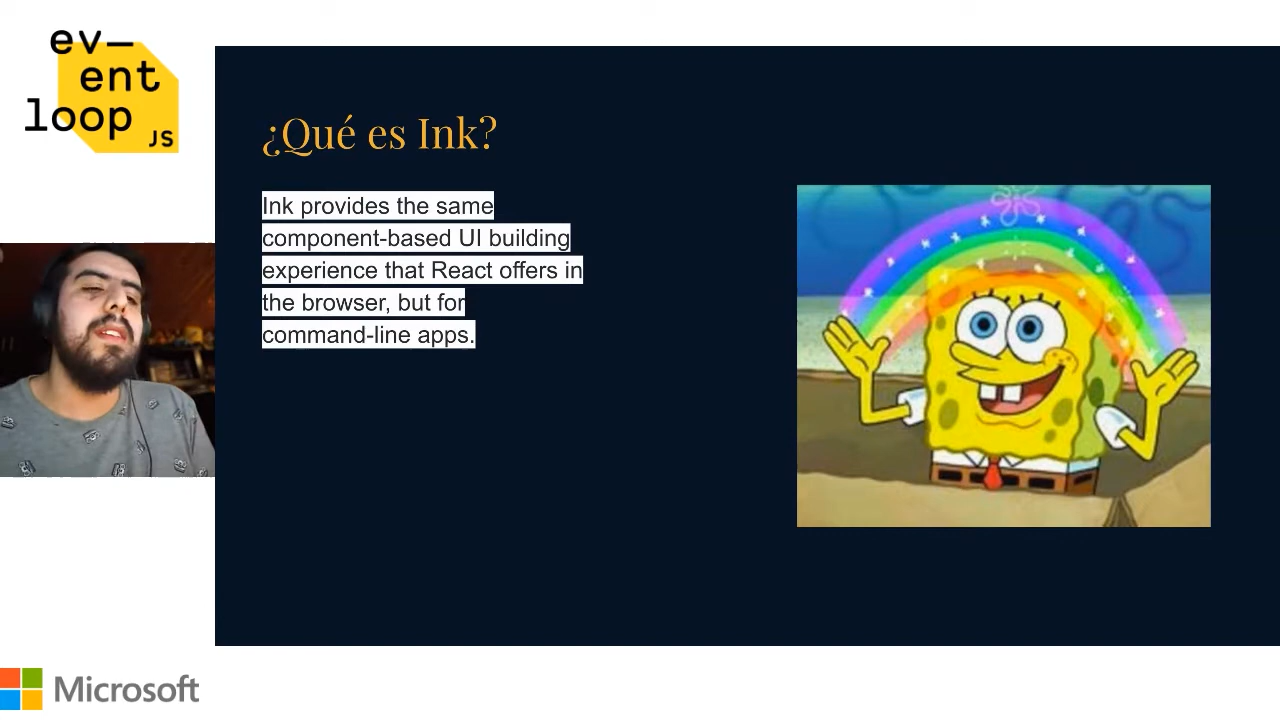 ev—
ent
loop
JS
¿Qué es Ink?
Ink provides the same
component-based UI building
experience that React offers in
the browser, but for
command-line apps.
Microsoft